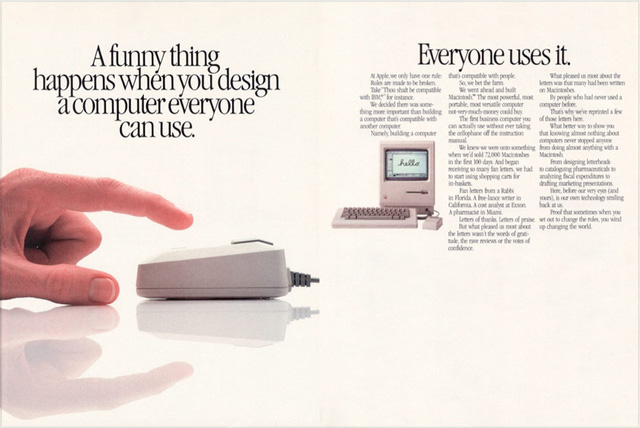 A funny thing
happens when you design
a computer everyone
can use.
Everyone uses it.
At Apple, we only have one rule:
Rules are made to be broken.
Take "Thou shalt be compatible
with IBM," for instance.
We decided there was some-
thing more important than building
a computer that's compatible with
another computer.
Namely, building a computer
that's compatible with people.
So, we bet the farm.
We went ahead and built
Macintosh.™ The most powerful, most
portable, most versatile computer
not-very-much-money could buy.
The first business computer you
can actually use without ever taking
the cellophane off the instruction
manual.
We knew we were onto something
when we'd sold 72,000 Macintoshes
in the first 100 days. And began
receiving so many fan letters, we had
to start using shopping carts for
in-baskets.
Fan letters from a Rabbi
in Florida. A free-lance writer in
California. A cost analyst at Exxon.
A pharmacist in Miami.
Letters of thanks. Letters of praise.
But what pleased us most about
the letters wasn't the words of grati-
tude, the rave reviews or the votes of
confidence.
What pleased us most about the
letters was that many had been written
on Macintoshes.
By people who had never used a
computer before.
That's why we've reprinted a few
of those letters here.
What better way to show you
that knowing almost nothing about
computers never stopped anyone
from doing almost anything with a
Macintosh.
From designing letterheads
to cataloguing pharmaceuticals to
analyzing fiscal expenditures to
drafting marketing presentations.
Here, before our very eyes (and
yours), is our own technology smiling
back at us.
Proof that sometimes when you
set out to change the rules, you wind
up changing the world.
hello